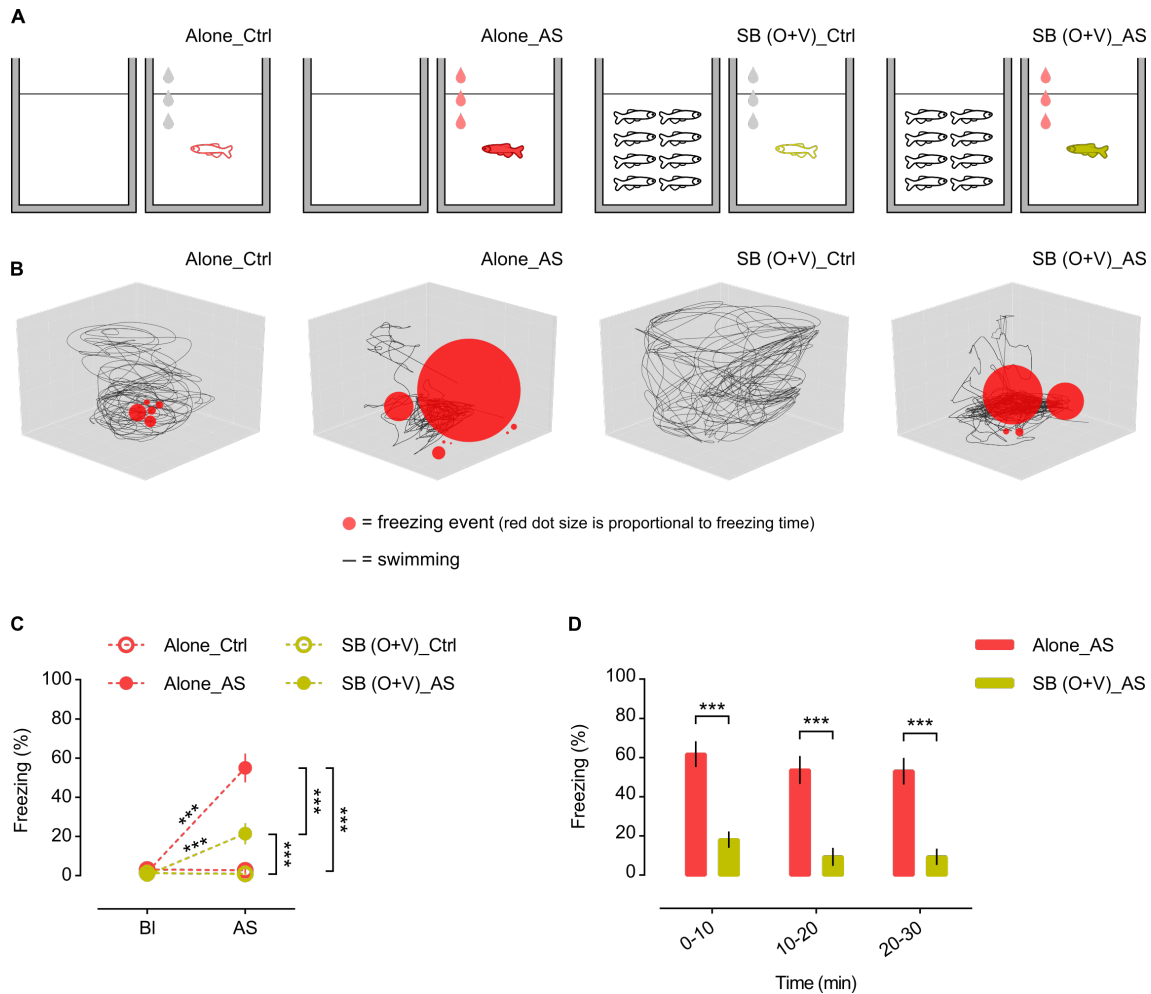 A
Alone_Ctrl
Alone_AS
SB (O+V)_Ctrl
SB (O+V)_AS
B
Alone_Ctrl
Alone_AS
SB (O+V)_Ctrl
SB (O+V)_AS
= freezing event (red dot size is proportional to freezing time)
= swimming
C
Alone_Ctrl
SB (O+V)_Ctrl
Alone_AS
SB (O+V)_AS
Freezing (%)
100
80
60
40
20
0
***
***
***
***
***
Bl
AS
D
Alone_AS
SB (O+V)_AS
Freezing (%)
100
80
60
40
20
0
***
***
***
0-10
10-20
20-30
Time (min)